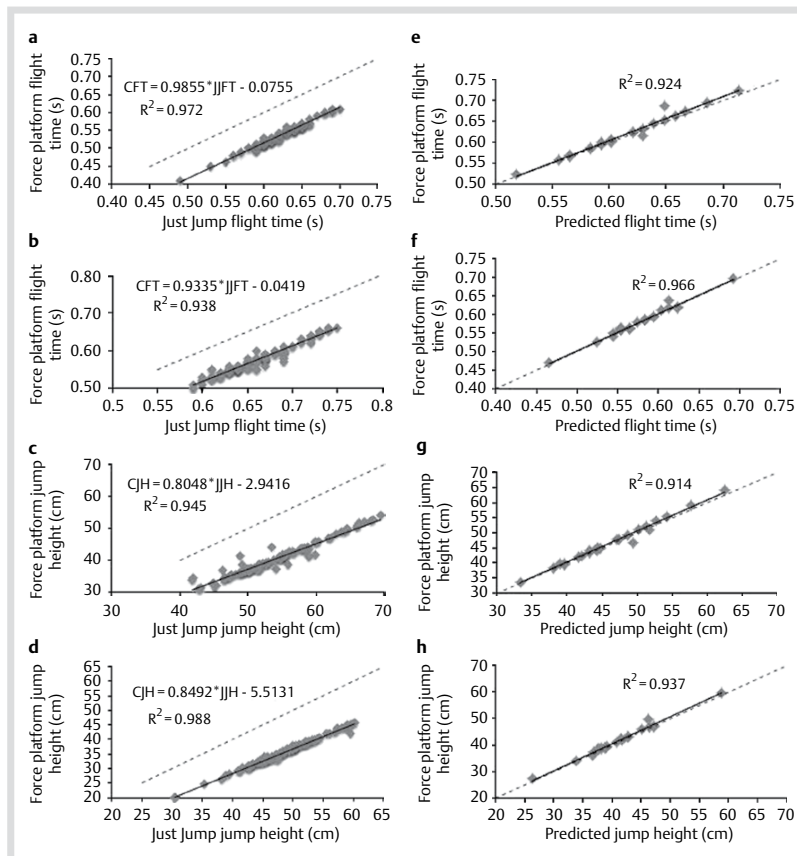 a
Force platform flight
time (s)
0.75
0.70
0.65
0.60
0.55
0.50
0.45
0.40
CFT = 0.9855*JJFT - 0.0755
R² = 0.972
0.40 0.45 0.50 0.55 0.60 0.65 0.70 0.75
Just Jump flight time (s)
b
Force platform flight
time (s)
0.80
0.70
0.60
0.50
CFT = 0.9335*JJFT - 0.0419
R² = 0.938
0.5 0.55 0.6 0.65 0.7 0.75 0.8
Just Jump flight time (s)
c
Force platform jump
height (cm)
70
60
50
40
30
CJH = 0.8048*JJH - 2.9416
R² = 0.945
30 40 50 60 70
Just Jump jump height (cm)
d
Force platform jump
height (cm)
65
60
55
50
45
40
35
30
25
20
CJH = 0.8492*JJH - 5.5131
R² = 0.988
20 25 30 35 40 45 50 55 60 65
Just Jump jump height (cm)
e
Force platform flight
time (s)
0.75
0.70
0.65
0.60
0.55
0.50
R² = 0.924
0.50 0.55 0.60 0.65 0.70 0.75
Predicted flight time (s)
f
Force platform flight
time (s)
0.75
0.70
0.65
0.60
0.55
0.50
0.45
0.40
R² = 0.966
0.40 0.45 0.50 0.55 0.60 0.65 0.70 0.75
Predicted flight time (s)
g
Force platform jump
height (cm)
70
65
60
55
50
45
40
35
30
R² = 0.914
30 35 40 45 50 55 60 65 70
Predicted jump height (cm)
h
Force platform jump
height (cm)
70
60
50
40
30
20
R² = 0.937
20 25 30 35 40 45 50 55 60 65 70
Predicted jump height (cm)